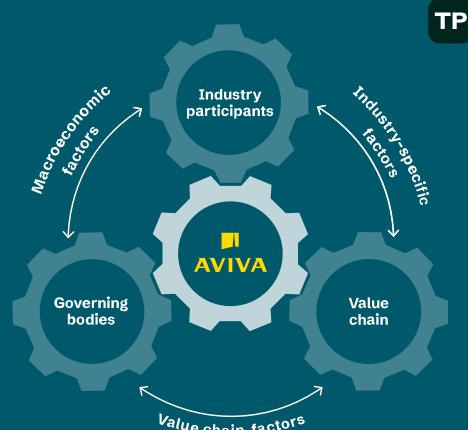 TP
Industry
participants
Macroeconomic
factors
Industry-specific
factors
AVIVA
Governing
bodies
Value
chain
Value chain factors